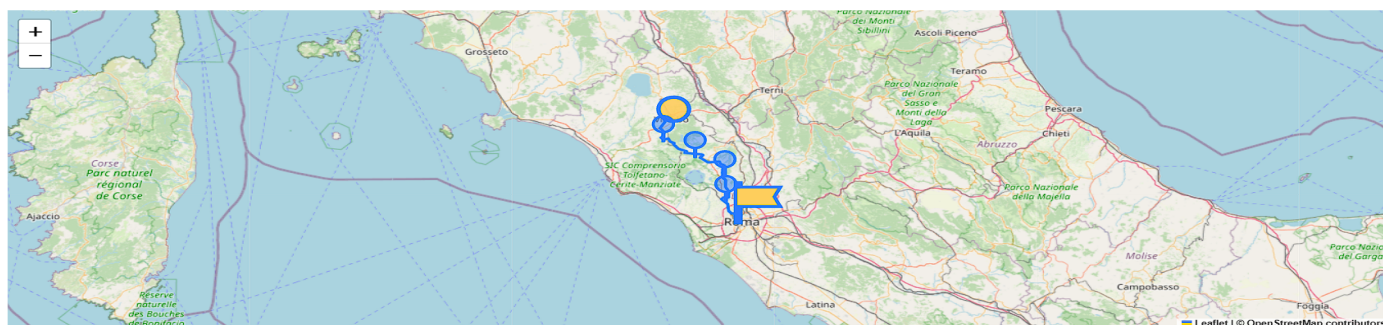 +
−
Parco Nazionale
dei Monti
Sibillini
Ascoli Piceno
Grosseto
Teramo
Terni
Parco Nazionale
del Gran
Sasso e
Monti della
Laga
Pescara
L'Aquila
Chieti
Abruzzo
Corse
Parc naturel
régional
de Corse
SIC Comprensorio
Tolfetano
Cerite-Manziate
Parco Nazionale
della Majella
Ajaccio
Roma
Parco Nazio
del Garga
Molise
Campobasso
Réserve
naturelle
des Bouches
de Bonifacio
Latina
Foggia
Leaflet | © OpenStreetMap contributors